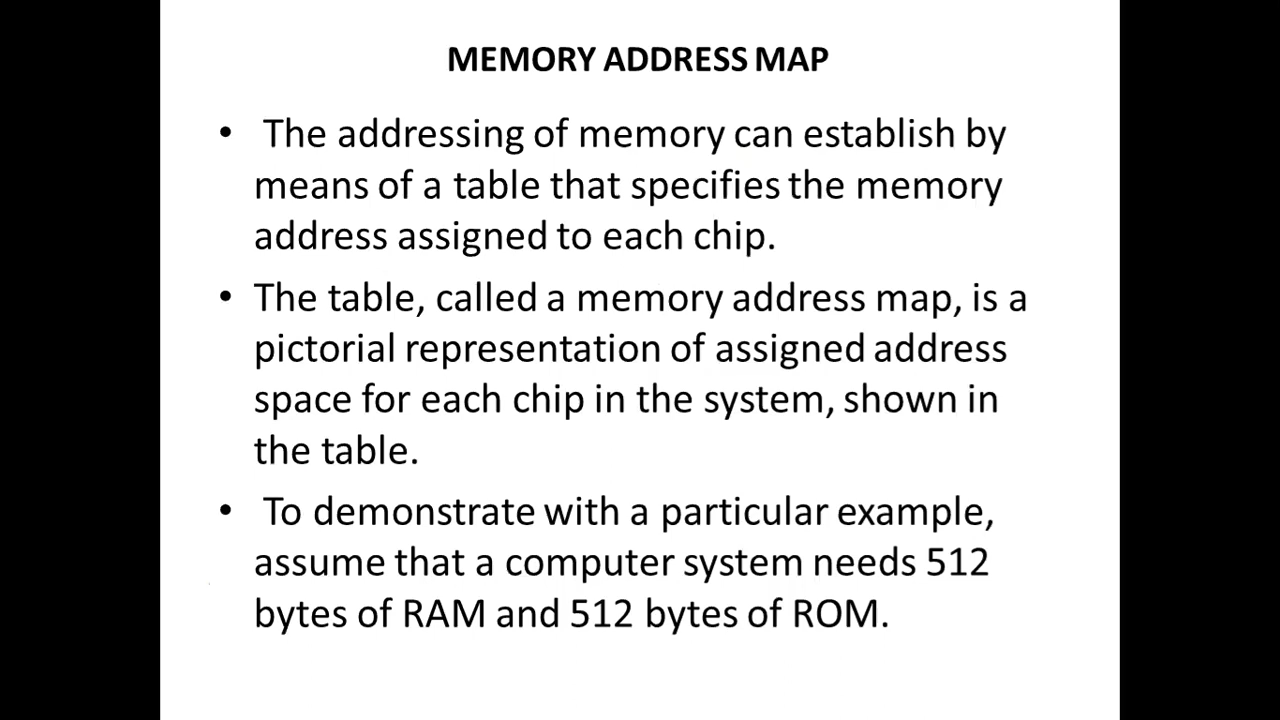 MEMORY ADDRESS MAP
• The addressing of memory can establish by
means of a table that specifies the memory
address assigned to each chip.
• The table, called a memory address map, is a
pictorial representation of assigned address
space for each chip in the system, shown in
the table.
• To demonstrate with a particular example,
assume that a computer system needs 512
bytes of RAM and 512 bytes of ROM.